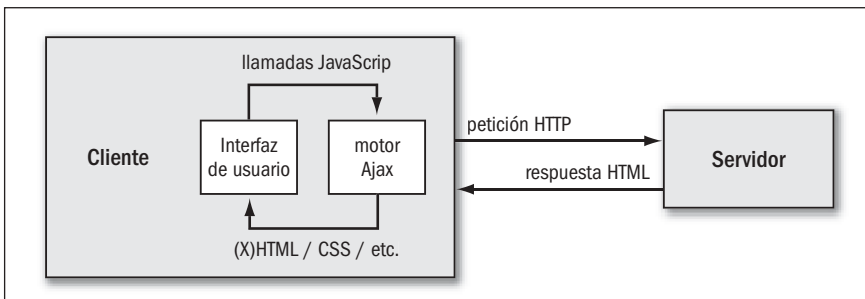 llamadas JavaScrip
Cliente
Interfaz
de usuario
motor
Ajax
(X)HTML / CSS / etc.
petición HTTP
respuesta HTML
Servidor